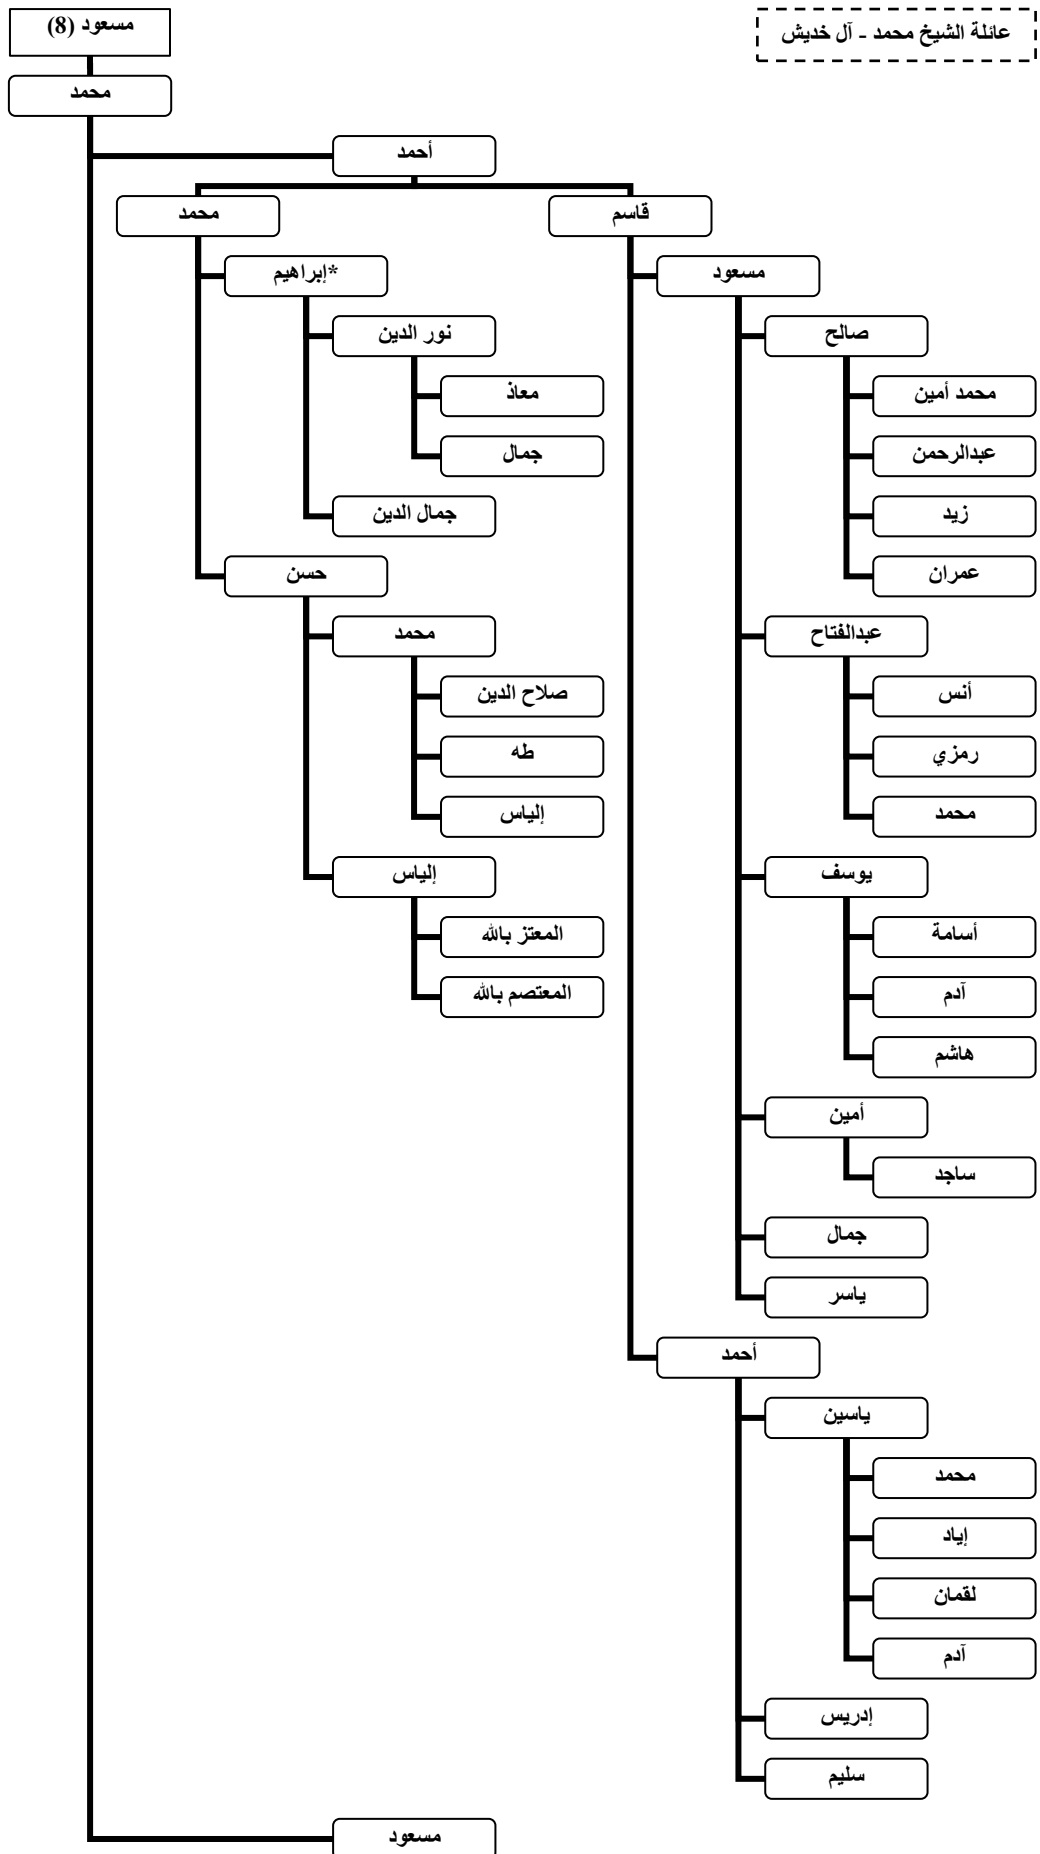 عائلة الشيخ محمد - آل خديش
مسعود (8)
محمد
أحمد
محمد
قاسم
*إبراهيم
نور الدين
معاذ
جمال
جمال الدين
حسن
محمد
صلاح الدين
طه
إلياس
إلياس
المعتز بالله
المعتصم بالله
مسعود
صالح
محمد أمين
عبدالرحمن
زيد
عمران
عبدالفتاح
أنس
رمزي
محمد
يوسف
أسامة
آدم
هاشم
أمين
ساجد
جمال
ياسر
أحمد
ياسين
محمد
إياد
لقمان
آدم
إدريس
سليم
مسعود